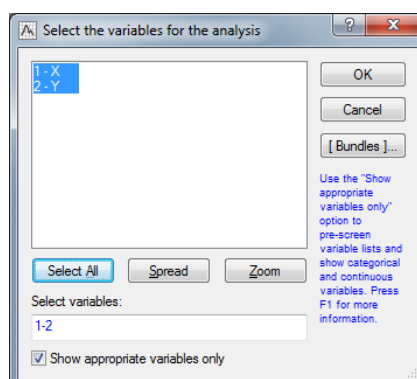 Select the variables for the analysis
?
X
1 - X
2 - Y
OK
Cancel
[ Bundles ]...
Use the "Show
appropriate
variables only"
option to
pre-screen
variable lists and
show categorical
and continuous
variables. Press
F1 for more
information.
Select All
Spread
Zoom
Select variables:
1-2
Show appropriate variables only